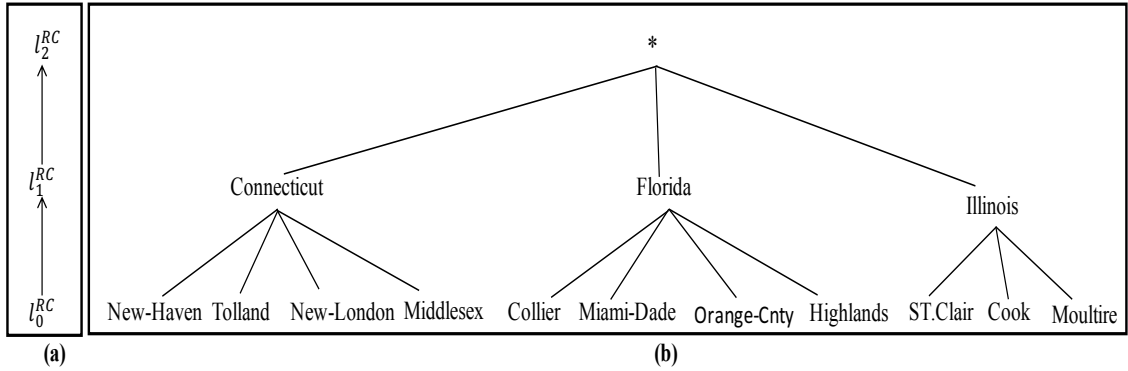 l_2^{RC}
*
l_1^{RC}
Connecticut
Florida
Illinois
l_0^{RC}
New-Haven Tolland New-London Middlesex Collier Miami-Dade Orange-Cnty Highlands ST.Clair Cook Moultire
(a)
(b)